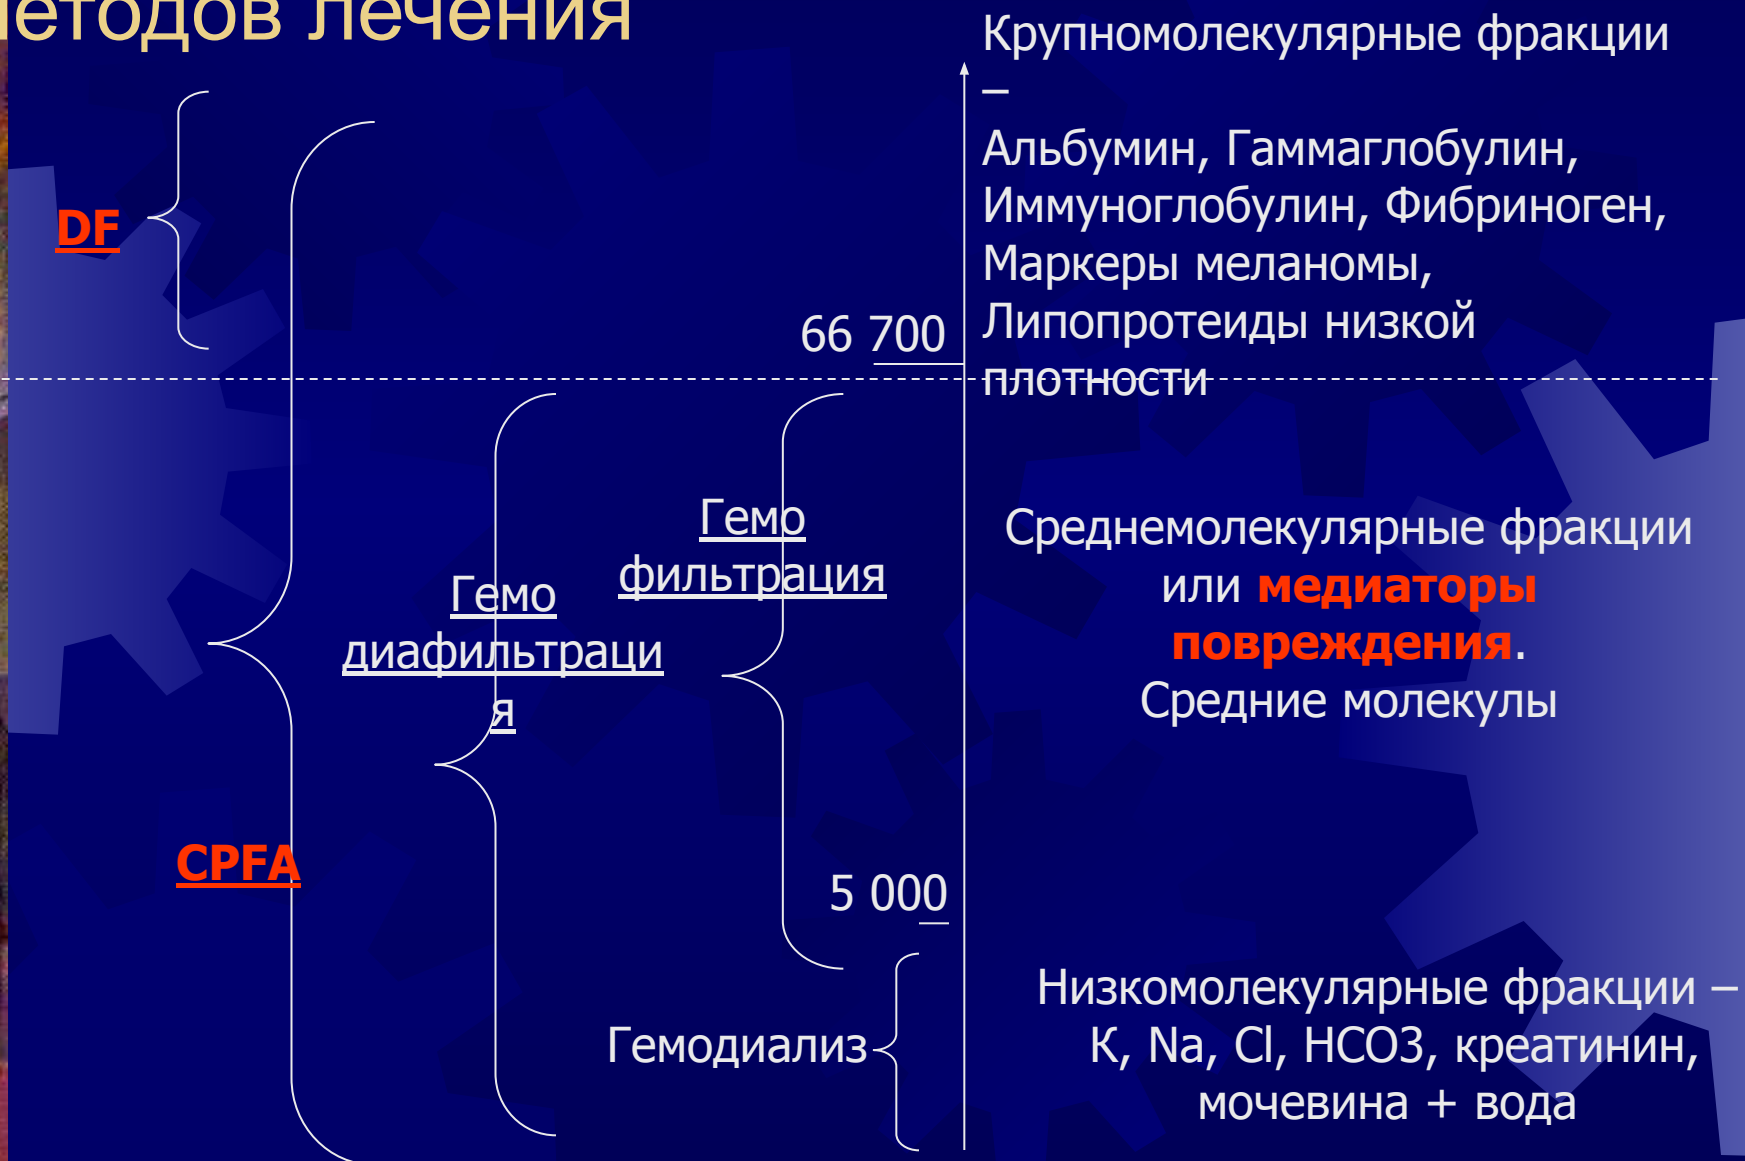 методов лечения
Крупномолекулярные фракции
–
Альбумин, Гаммаглобулин,
Иммуноглобулин, Фибриноген,
Маркеры меланомы,
Липопротеиды низкой
плотности
DF
66 700
Гемо
фильтрация
Гемо
диафильтраци
я
Среднемолекулярные фракции
или медиаторы
повреждения.
Средние молекулы
CPFA
5 000
Гемодиализ
Низкомолекулярные фракции –
К, Na, Cl, HCO3, креатинин,
мочевина + вода